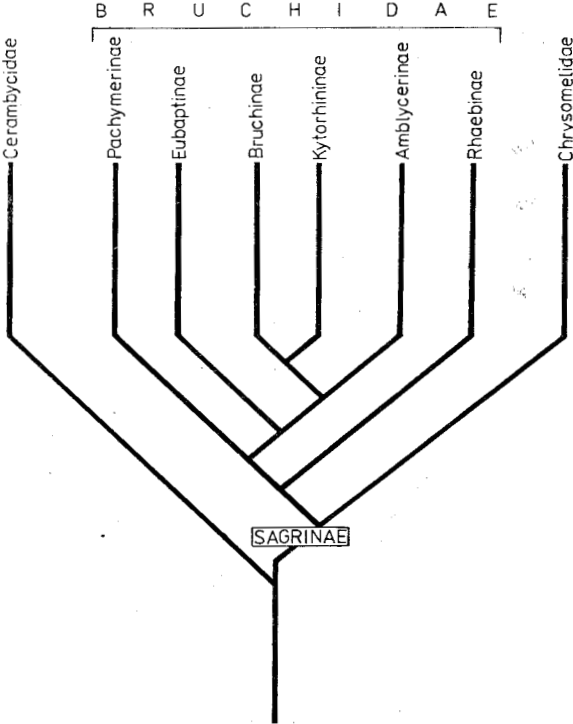 B R U C H I D A E
Cerambycidae
Pachymerinae
Eubaptinae
Bruchinae
Kytorhininae
Amblycerinae
Rhaebinae
Chrysomelidae
SAGRINAE